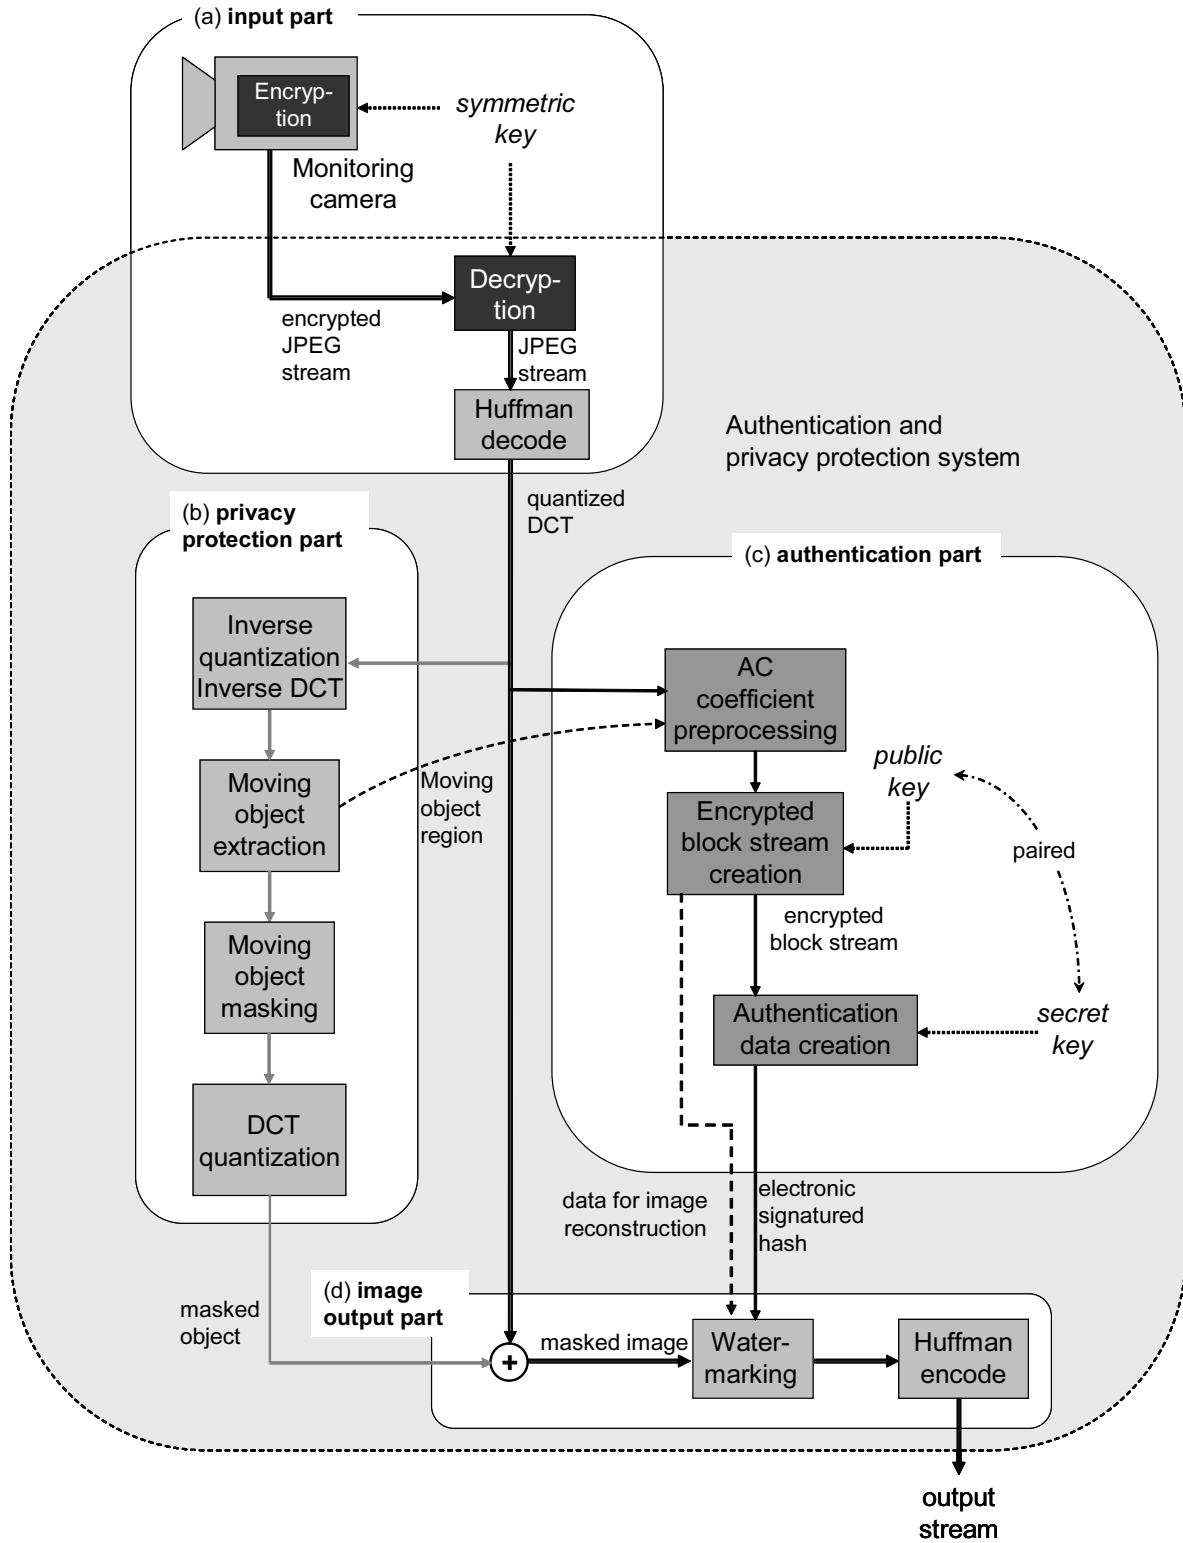 (a) input part
Encryp-
tion
symmetric
key
Monitoring
camera
Decryp-
tion
encrypted
JPEG
stream
JPEG
stream
Huffman
decode
Authentication and
privacy protection system
quantized
DCT
(b) privacy
protection part
(c) authentication part
Inverse
quantization
Inverse DCT
AC
coefficient
preprocessing
Moving
object
extraction
Moving
object
region
public
key
Encrypted
block stream
creation
paired
encrypted
block stream
Moving
object
masking
Authentication
data creation
secret
key
DCT
quantization
data for image
reconstruction
electronic
signatured
hash
(d) image
output part
masked
object
+
masked image
Water-
marking
Huffman
encode
output
stream